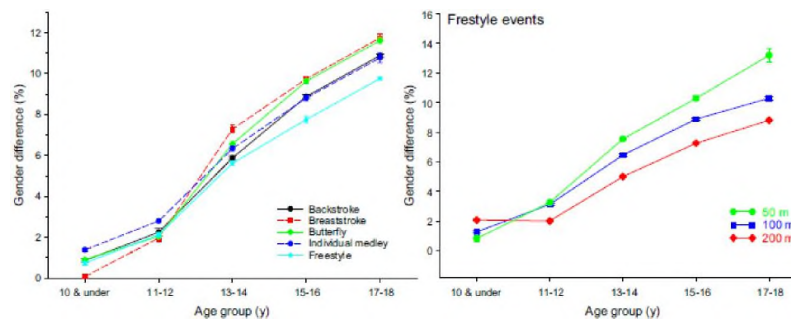 Gender difference (%)
12
10
8
6
4
2
0
Backstroke
Breaststroke
Butterfly
Individual medley
Freestyle
10 & under
11-12
13-14
15-16
17-18
Age group (y)
Frestyle events
Gender difference (%)
16
14
12
10
8
6
4
2
0
50 m
100 m
200 m
10 & under
11-12
13-14
15-16
17-18
Age group (y)